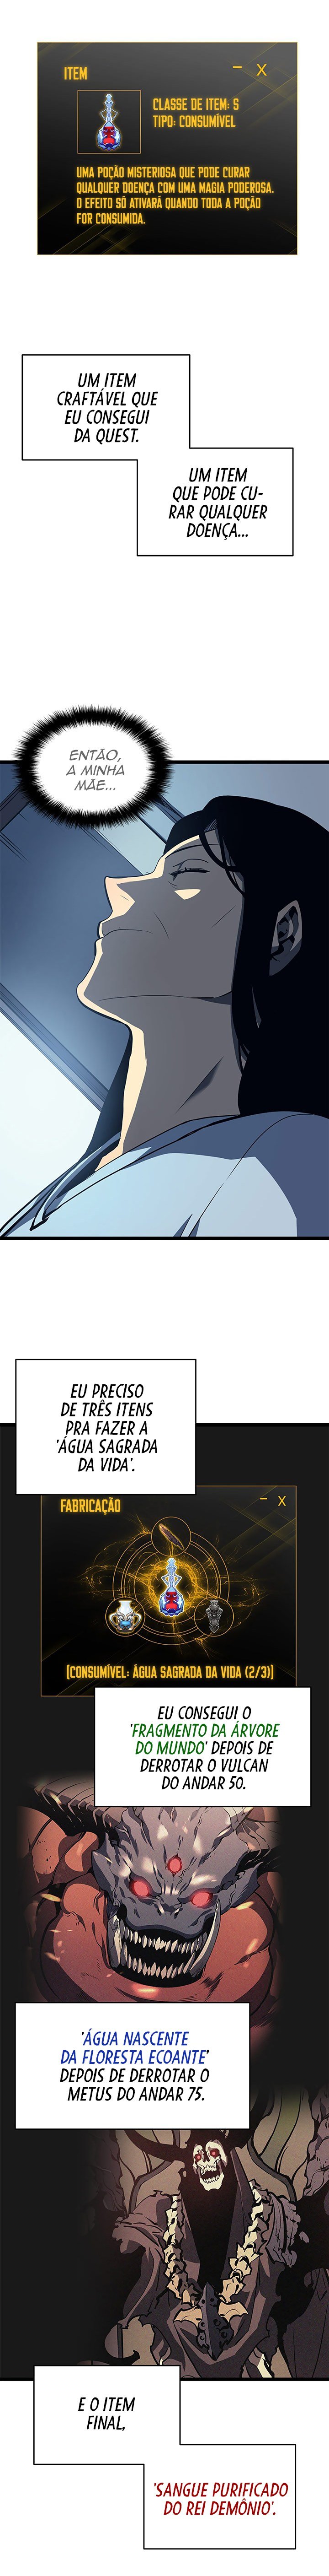 ITEM
- X
CLASSE DE ITEM: S
TIPO: CONSUMÍVEL
UMA POÇÃO MISTERIOSA QUE PODE CURAR
QUALQUER DOENÇA COM UMA MAGIA PODEROSA.
O EFEITO SÓ ATIVARÁ QUANDO TODA A POÇÃO
FOR CONSUMIDA.
UM ITEM
CRAFTÁVEL QUE
EU CONSEGUI
DA QUEST.
UM ITEM
QUE PODE CU-
RAR QUALQUER
DOENÇA...
ENTÃO,
A MINHA
MÃE...
EU PRECISO
DE TRÊS ITENS
PRA FAZER A
'ÁGUA SAGRADA
DA VIDA'.
FABRICAÇÃO
- X
[CONSUMÍVEL: ÁGUA SAGRADA DA VIDA (2/3)]
EU CONSEGUI O
'FRAGMENTO DA ÁRVORE
DO MUNDO' DEPOIS DE
DERROTAR O VULCAN
DO ANDAR 50.
'ÁGUA NASCENTE
DA FLORESTA ECOANTE'
DEPOIS DE DERROTAR O
METUS DO ANDAR 75.
E O ITEM
FINAL,
'SANGUE PURIFICADO
DO REI DEMÔNIO'.